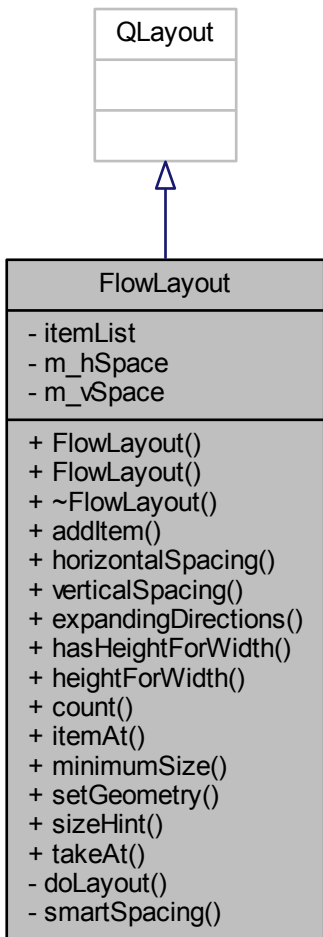 QLayout
FlowLayout
- itemList
- m_hSpace
- m_vSpace
+ FlowLayout()
+ FlowLayout()
+ ~FlowLayout()
+ addItem()
+ horizontalSpacing()
+ verticalSpacing()
+ expandingDirections()
+ hasHeightForWidth()
+ heightForWidth()
+ count()
+ itemAt()
+ minimumSize()
+ setGeometry()
+ sizeHint()
+ takeAt()
- doLayout()
- smartSpacing()